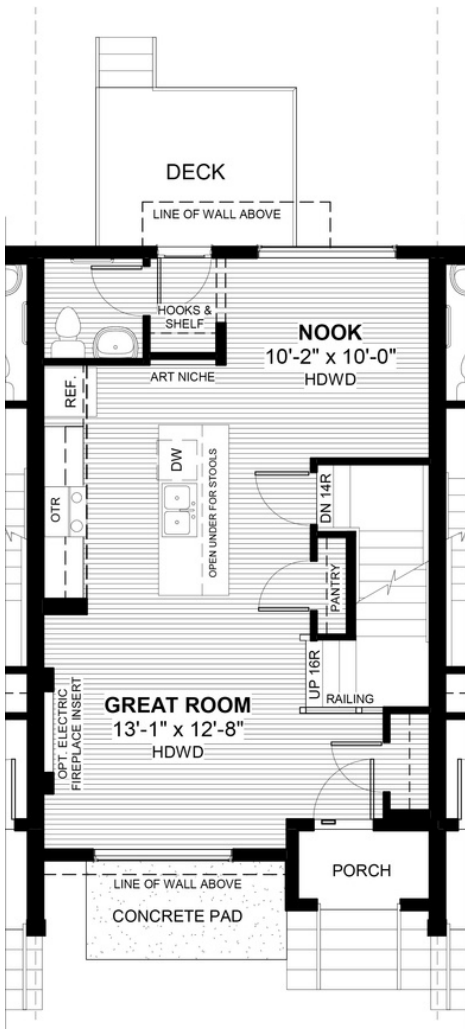 DECK
LINE OF WALL ABOVE
HOOKS &
SHELF
NOOK
10'-2" x 10'-0"
HDWD
ART NICHE
REF.
DW
OPEN UNDER FOR STOOLS
OTR
DN 14R
PANTRY
UP 16R
RAILING
GREAT ROOM
13'-1" x 12'-8"
HDWD
OPT. ELECTRIC
FIREPLACE INSERT
PORCH
LINE OF WALL ABOVE
CONCRETE PAD